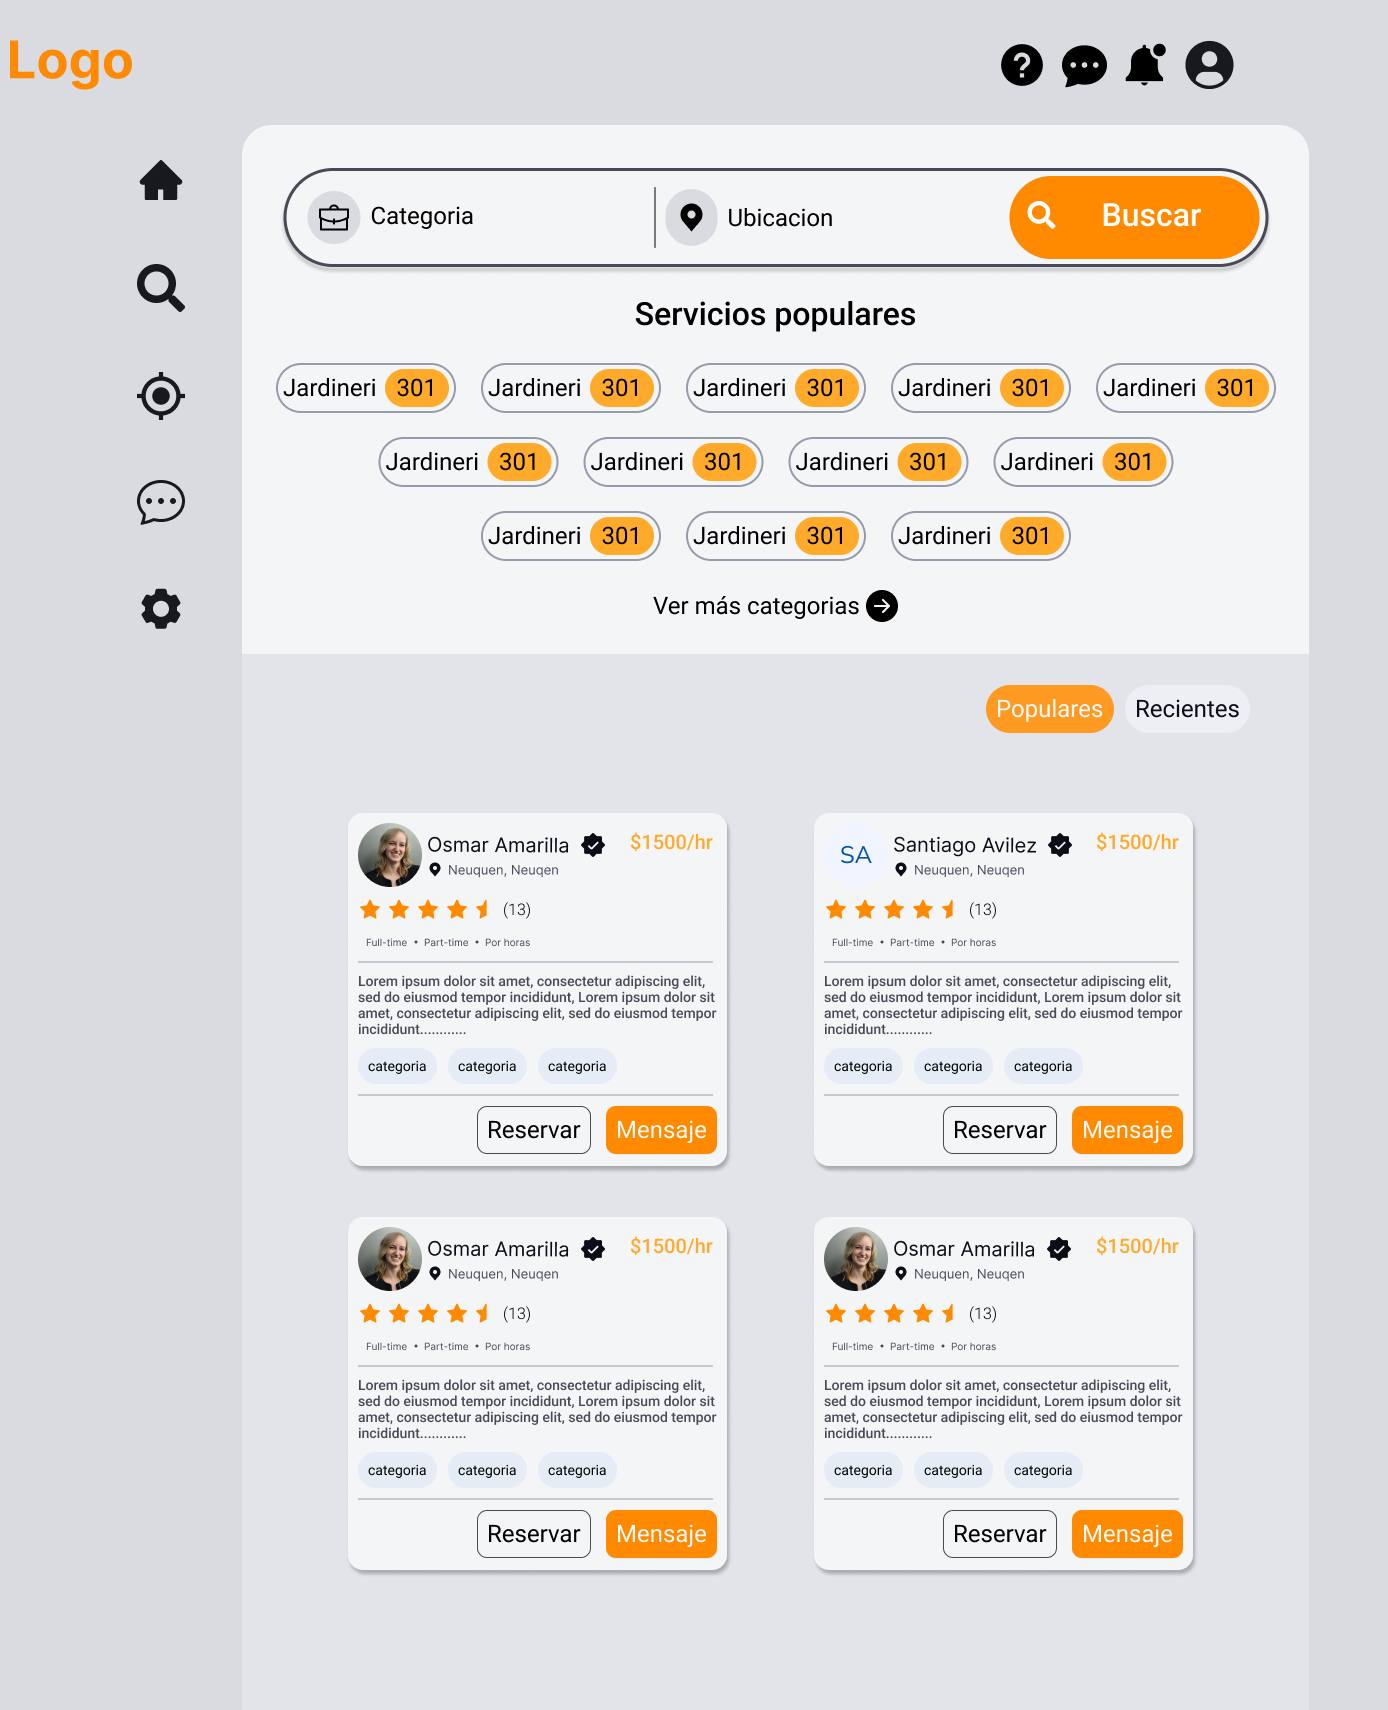 Logo
Categoria
Ubicacion
Buscar
Servicios populares
Jardineri 301 Jardineri 301 Jardineri 301 Jardineri 301 Jardineri 301
Jardineri 301 Jardineri 301 Jardineri 301 Jardineri 301
Jardineri 301 Jardineri 301 Jardineri 301
Ver más categorias
Populares Recientes
Osmar Amarilla $1500/hr
Neuquen, Neuqen
(13)
Full-time • Part-time • Por horas
Lorem ipsum dolor sit amet, consectetur adipiscing elit,
sed do eiusmod tempor incididunt, Lorem ipsum dolor sit
amet, consectetur adipiscing elit, sed do eiusmod tempor
incididunt............
categoria categoria categoria
Reservar Mensaje
SA
Santiago Avilez $1500/hr
Neuquen, Neuqen
(13)
Full-time • Part-time • Por horas
Lorem ipsum dolor sit amet, consectetur adipiscing elit,
sed do eiusmod tempor incididunt, Lorem ipsum dolor sit
amet, consectetur adipiscing elit, sed do eiusmod tempor
incididunt............
categoria categoria categoria
Reservar Mensaje
Osmar Amarilla $1500/hr
Neuquen, Neuqen
(13)
Full-time • Part-time • Por horas
Lorem ipsum dolor sit amet, consectetur adipiscing elit,
sed do eiusmod tempor incididunt, Lorem ipsum dolor sit
amet, consectetur adipiscing elit, sed do eiusmod tempor
incididunt............
categoria categoria categoria
Reservar Mensaje
Osmar Amarilla $1500/hr
Neuquen, Neuqen
(13)
Full-time • Part-time • Por horas
Lorem ipsum dolor sit amet, consectetur adipiscing elit,
sed do eiusmod tempor incididunt, Lorem ipsum dolor sit
amet, consectetur adipiscing elit, sed do eiusmod tempor
incididunt............
categoria categoria categoria
Reservar Mensaje